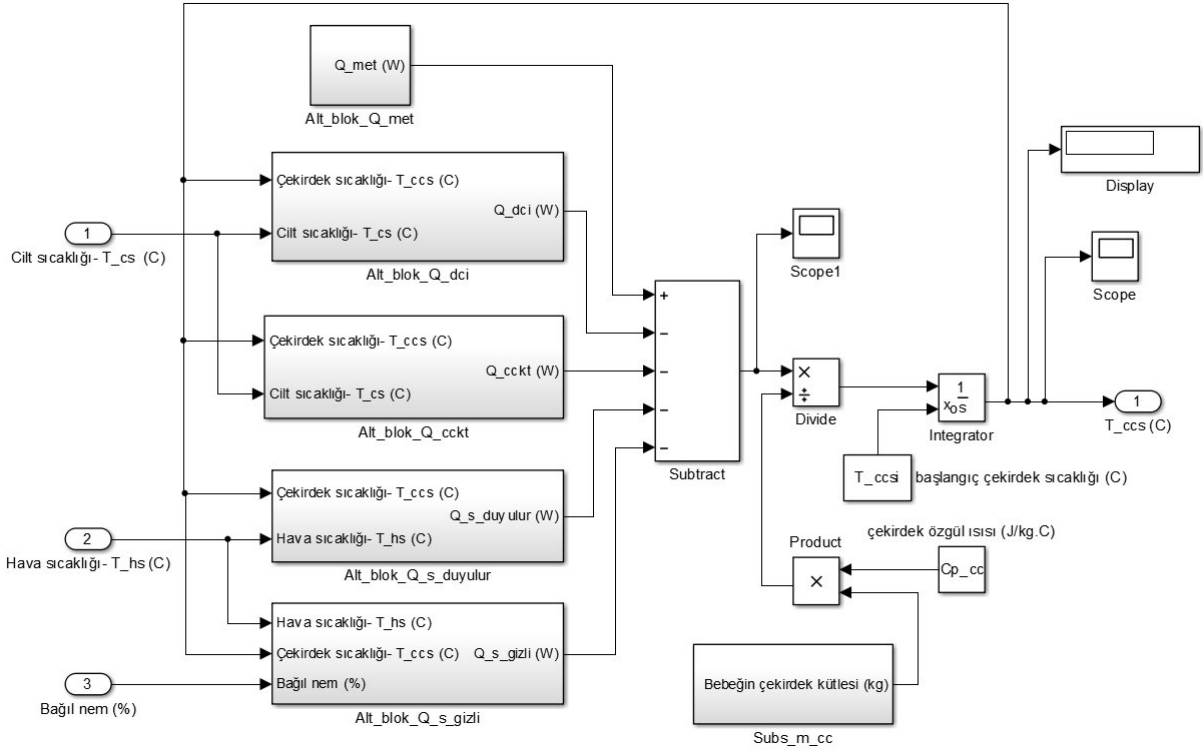 Q_met (W)
Alt_blok_Q_met
Çekirdek sıcaklığı- T_ccs (C)
Q_dci (W)
Cilt sıcaklığı- T_cs (C)
Alt_blok_Q_dci
1
Cilt sıcaklığı- T_cs (C)
Çekirdek sıcaklığı- T_ccs (C)
Q_cckt (W)
Cilt sıcaklığı- T_cs (C)
Alt_blok_Q_cckt
Çekirdek sıcaklığı- T_ccs (C)
Q_s_duyulur (W)
Hava sıcaklığı- T_hs (C)
Alt_blok_Q_s_duyulur
2
Hava sıcaklığı- T_hs (C)
Hava sıcaklığı- T_hs (C)
Çekirdek sıcaklığı- T_ccs (C)
Q_s_gizli (W)
Bağıl nem (%)
Alt_blok_Q_s_gizli
3
Bağıl nem (%)
+
−
−
−
−
Subtract
Scope1
×
÷
Divide
1
s
xo
Integrator
Display
Scope
1
T_ccs (C)
T_ccsi
başlangıç çekirdek sıcaklığı (C)
çekirdek özgül ısısı (J/kg.C)
Product
×
Cp_cc
Bebeğin çekirdek kütlesi (kg)
Subs_m_cc